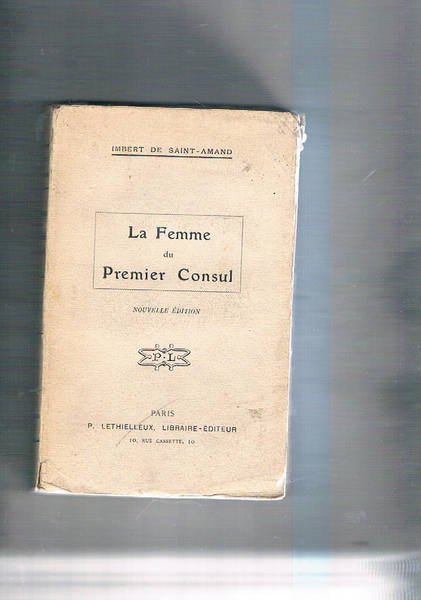 IMBERT DE SAINT-AMAND
La Femme
du
Premier Consul
NOUVELLE ÉDITION
P.L
PARIS
P. LETHIELLEUX, LIBRAIRE-ÉDITEUR
10, RUE CASSETTE, 10